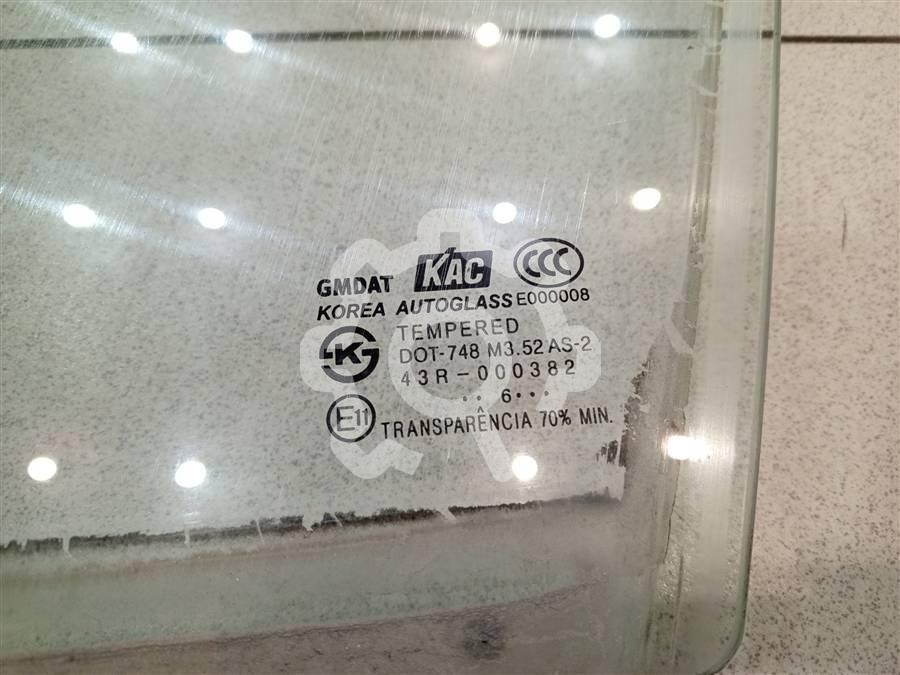 GMDAT KAC CCC
KOREA AUTOGLASS E000008
TEMPERED
DOT-748 M3.52 AS-2
43R-000382
.. 6...
E11 TRANSPARÊNCIA 70% MIN.